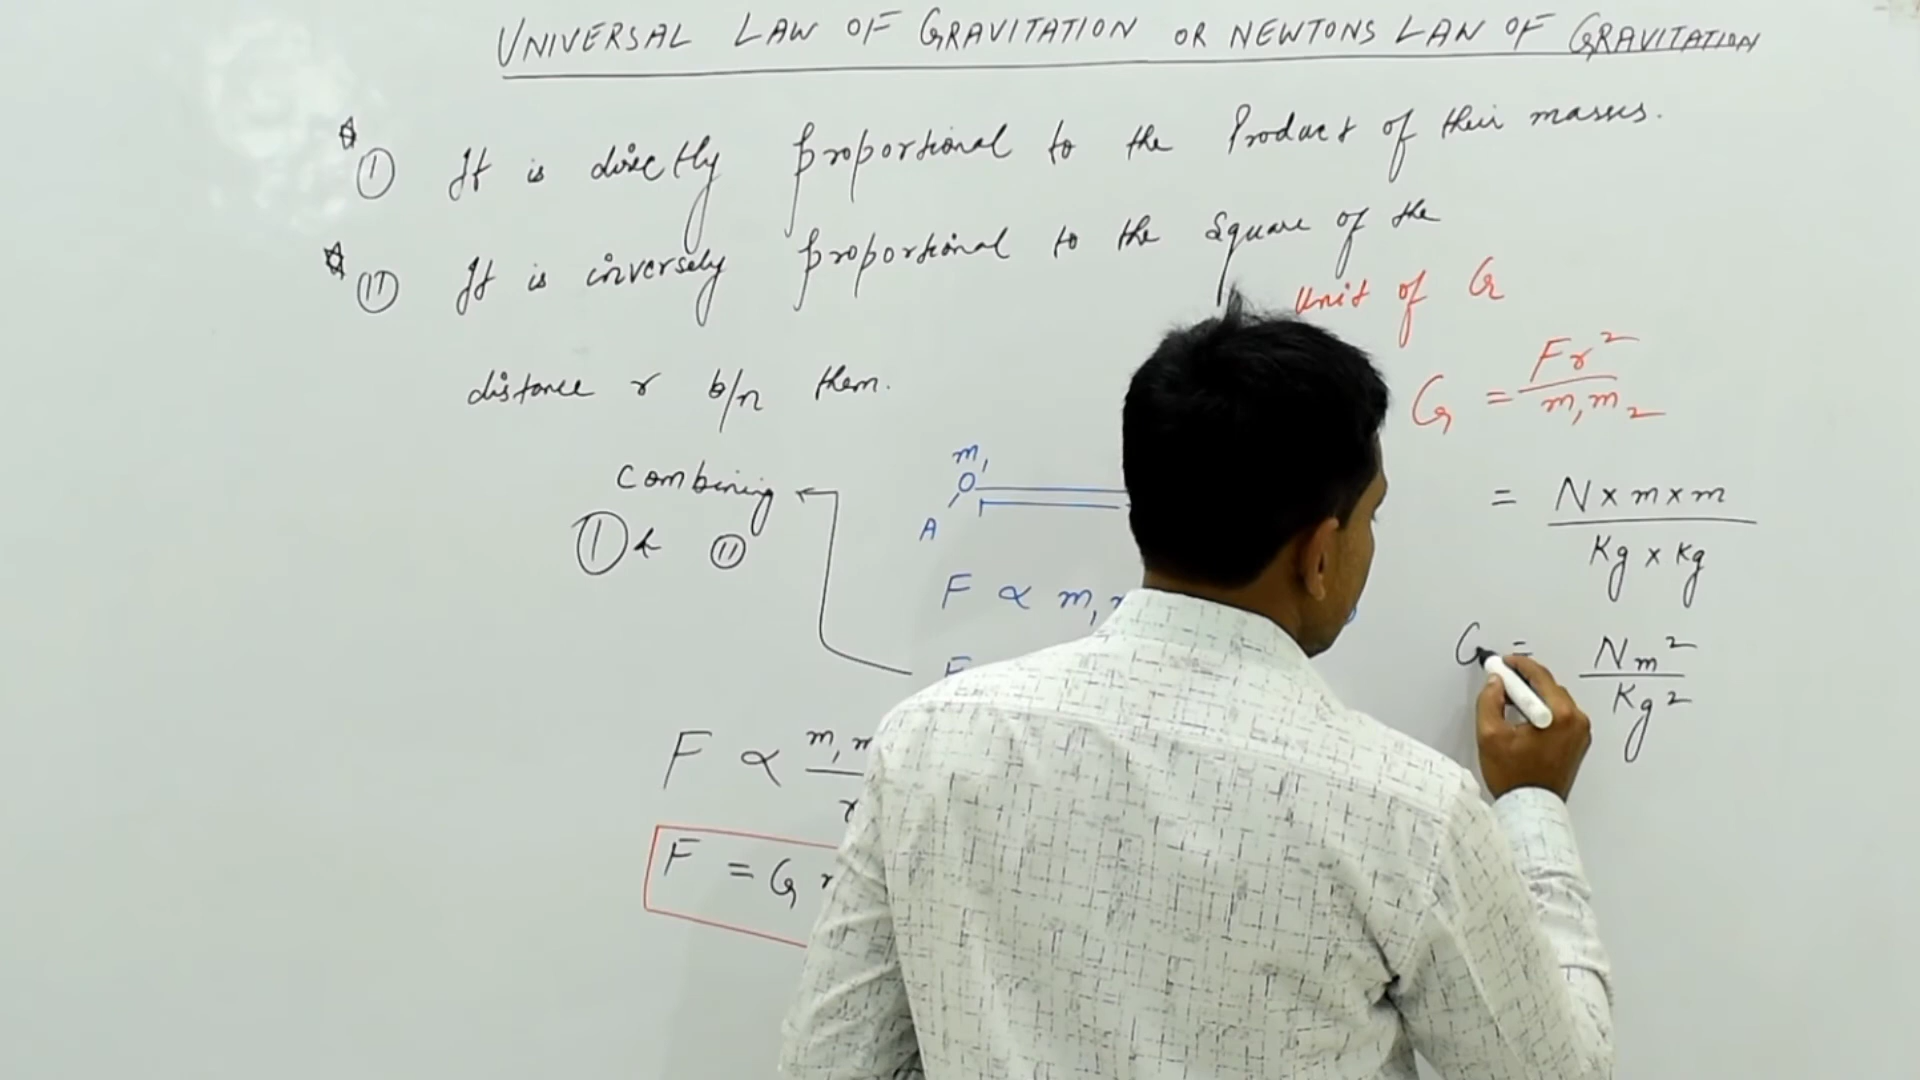 UNIVERSAL LAW OF GRAVITATION OR NEWTONS LAW OF GRAVITATION
I It is directly proportional to the Product of their masses.
II It is inversely proportional to the Square of the
distance r b/n them.
Combining
I & II
m1
A
F ∝ m1
F
F ∝ m1 m
r
F = G
Unit of G
G = Fr² / m1m2
= N x m x m / Kg x Kg
G = Nm² / Kg²